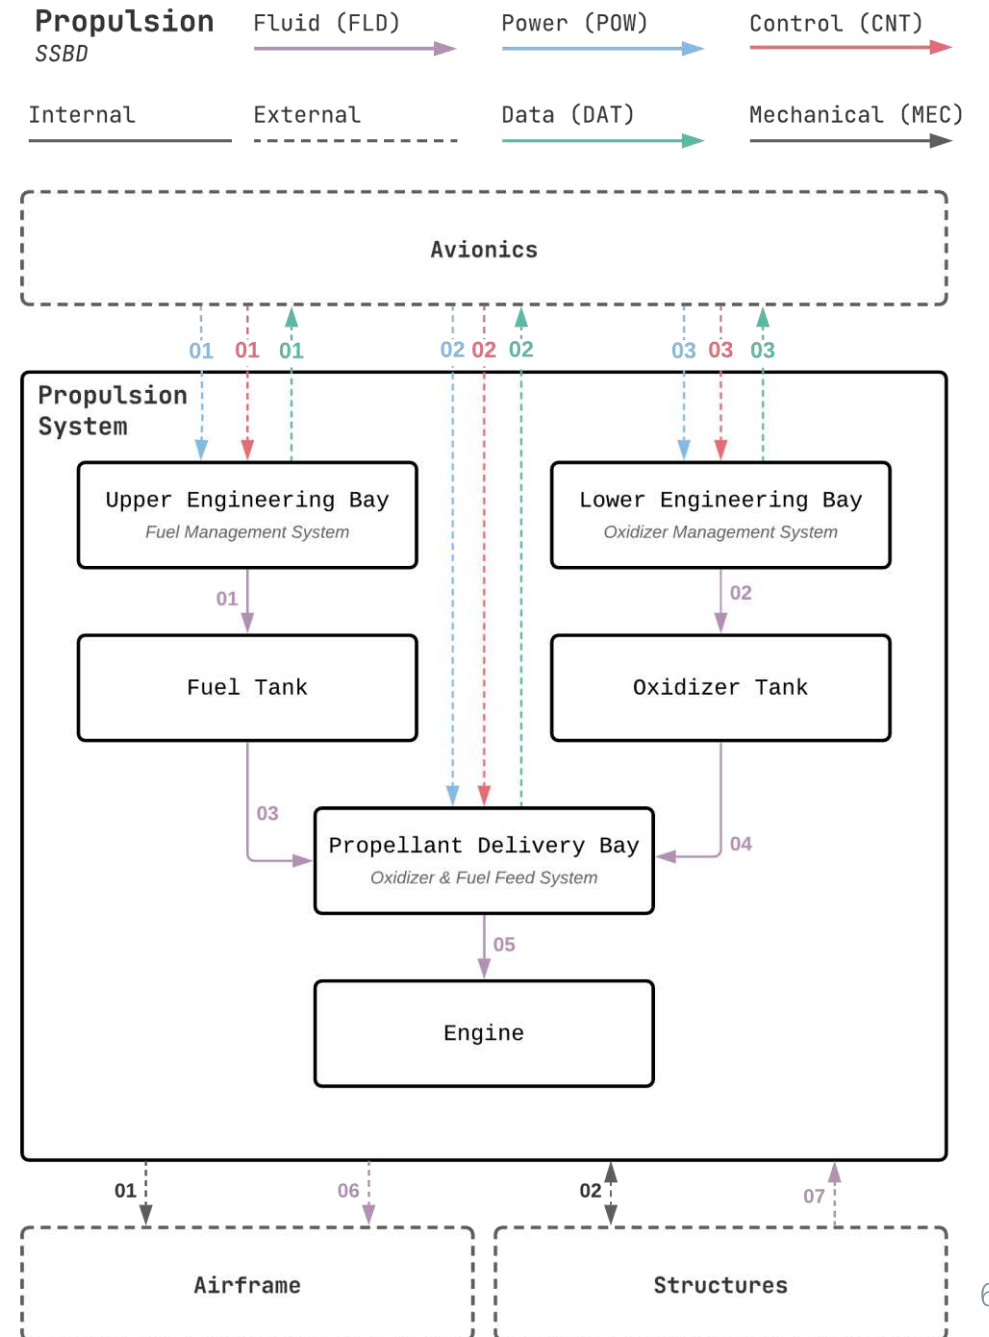 Propulsion
SSBD
Fluid (FLD)
Power (POW)
Control (CNT)
Internal
External
Data (DAT)
Mechanical (MEC)
Avionics
01 01 01 02 02 02 03 03 03
Propulsion
System
Upper Engineering Bay
Fuel Management System
Lower Engineering Bay
Oxidizer Management System
01
02
Fuel Tank
Oxidizer Tank
03
04
Propellant Delivery Bay
Oxidizer & Fuel Feed System
05
Engine
01
06
02
07
Airframe
Structures
6